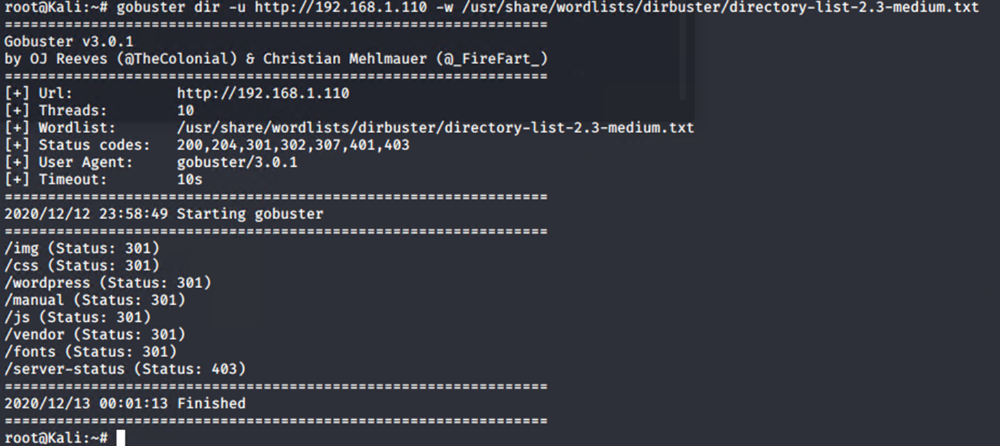 root@Kali:~# gobuster dir -u http://192.168.1.110 -w /usr/share/wordlists/dirbuster/directory-list-2.3-medium.txt
===============================================================
Gobuster v3.0.1
by OJ Reeves (@TheColonial) & Christian Mehlmauer (@_FireFart_)
===============================================================
[+] Url:            http://192.168.1.110
[+] Threads:        10
[+] Wordlist:       /usr/share/wordlists/dirbuster/directory-list-2.3-medium.txt
[+] Status codes:   200,204,301,302,307,401,403
[+] User Agent:     gobuster/3.0.1
[+] Timeout:        10s
===============================================================
2020/12/12 23:58:49 Starting gobuster
===============================================================
/img (Status: 301)
/css (Status: 301)
/wordpress (Status: 301)
/manual (Status: 301)
/js (Status: 301)
/vendor (Status: 301)
/fonts (Status: 301)
/server-status (Status: 403)
===============================================================
2020/12/13 00:01:13 Finished
===============================================================
root@Kali:~#